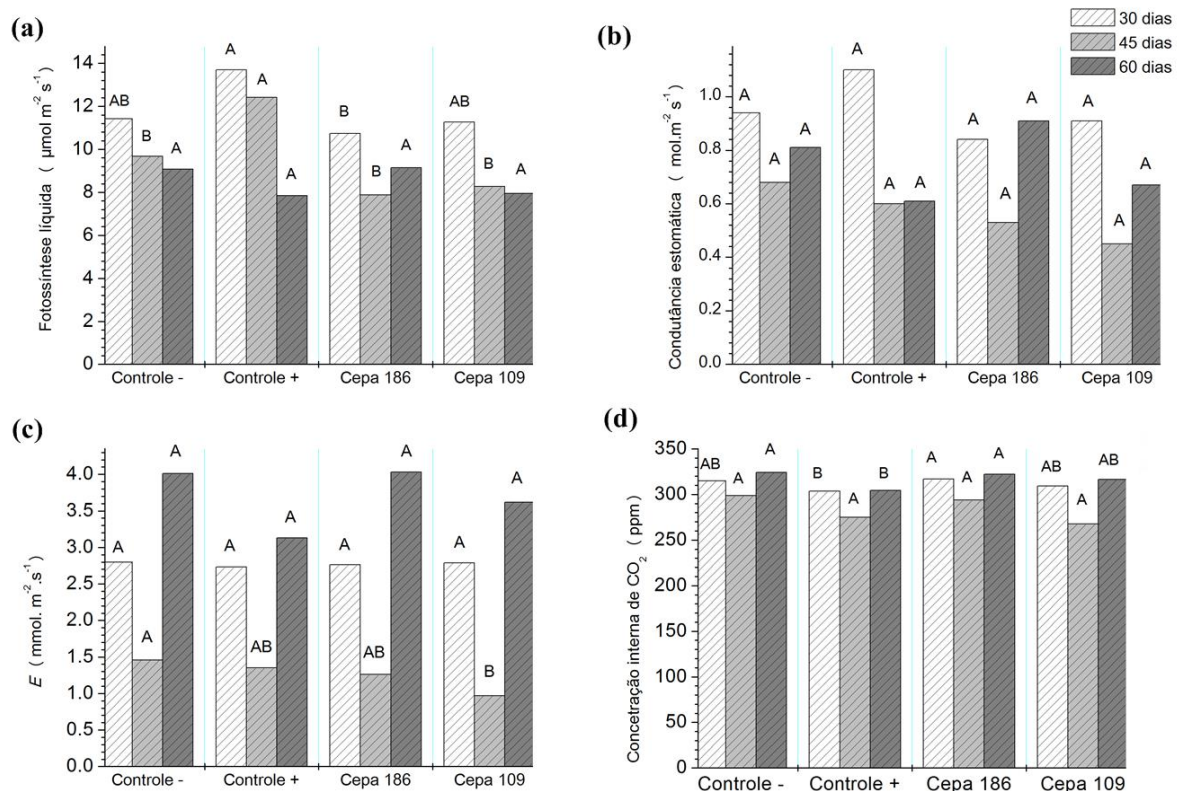 (a)
Fotossíntese líquida ( μmol m⁻² s⁻¹)
14
12
10
8
6
4
2
0
AB
B
A
A
A
A
B
B
A
AB
B
A
Controle -
Controle +
Cepa 186
Cepa 109
(b)
30 dias
45 dias
60 dias
Condutância estomática ( mol.m⁻² s⁻¹)
1.0
0.8
0.6
0.4
0.2
0.0
A
A
A
A
A
A
A
A
A
A
A
A
Controle -
Controle +
Cepa 186
Cepa 109
(c)
E ( mmol. m⁻².s⁻¹)
4.0
3.0
2.5
2.0
1.5
1.0
0.5
0.0
A
A
A
A
AB
A
A
AB
A
A
B
A
Controle -
Controle +
Cepa 186
Cepa 109
(d)
Concetração interna de CO₂ ( ppm)
350
300
250
200
150
100
50
0
AB
A
A
B
A
B
A
A
A
AB
A
AB
Controle -
Controle +
Cepa 186
Cepa 109